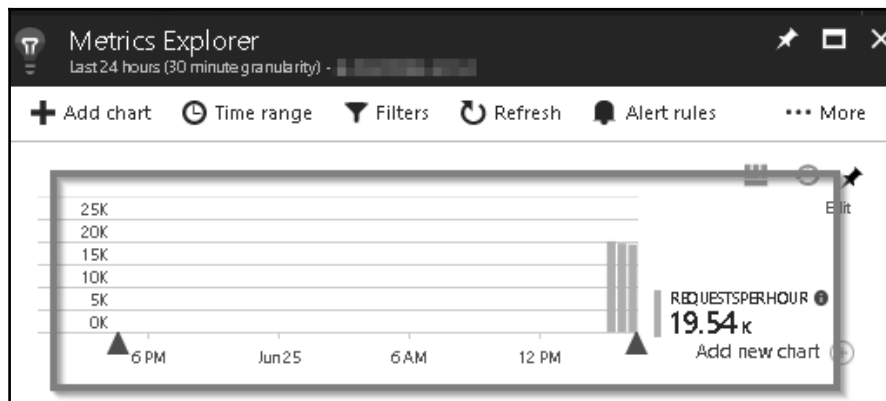 Metrics Explorer
Last 24 hours (30 minute granularity) -
Add chart Time range Filters Refresh Alert rules ... More
Edit
25K
20K
15K
10K
5K
0K
REQUESTSPERHOUR
19.54 K
6 PM Jun 25 6 AM 12 PM
Add new chart